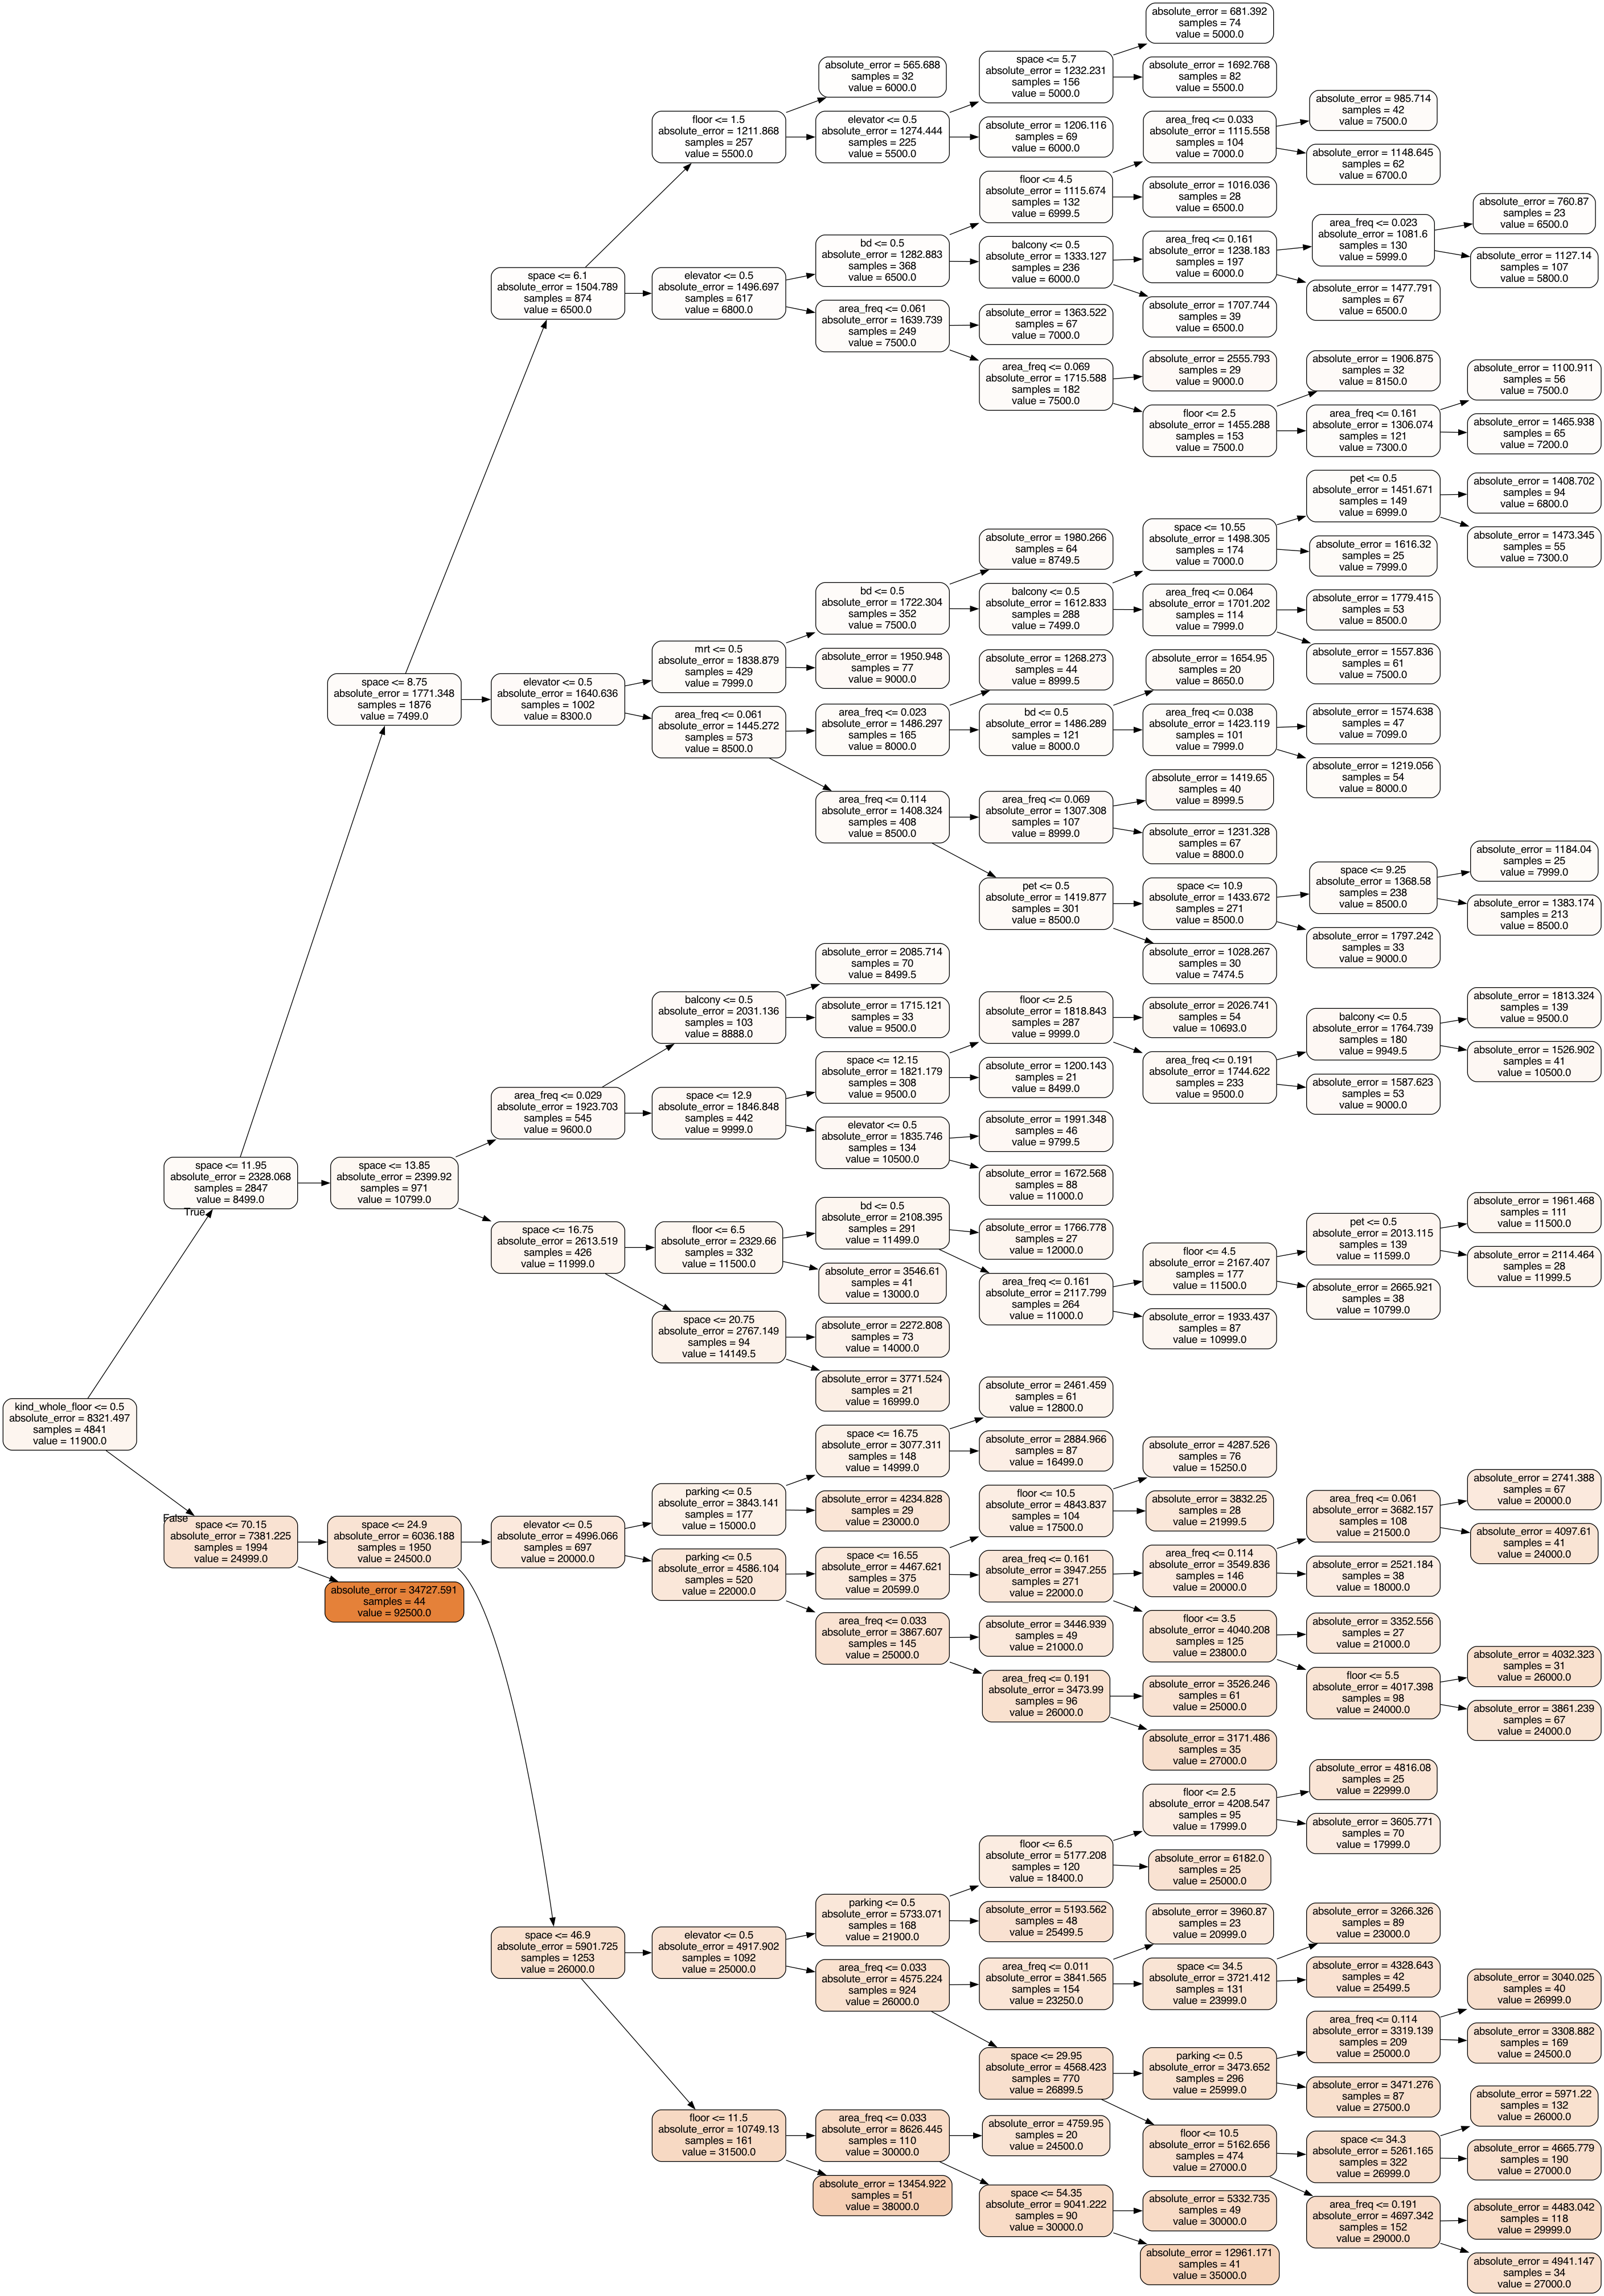 kind_whole_floor <= 0.5
absolute_error = 8321.497
samples = 4841
value = 11900.0
True
False
space <= 11.95
absolute_error = 2328.068
samples = 2847
value = 8499.0
space <= 70.15
absolute_error = 7381.225
samples = 1994
value = 24999.0
space <= 8.75
absolute_error = 1771.348
samples = 1876
value = 7499.0
space <= 13.85
absolute_error = 2399.92
samples = 971
value = 10799.0
space <= 24.9
absolute_error = 6036.188
samples = 1950
value = 24500.0
absolute_error = 34727.591
samples = 44
value = 92500.0
space <= 6.1
absolute_error = 1504.789
samples = 874
value = 6500.0
elevator <= 0.5
absolute_error = 1640.636
samples = 1002
value = 8300.0
area_freq <= 0.029
absolute_error = 1923.703
samples = 545
value = 9600.0
space <= 16.75
absolute_error = 2613.519
samples = 426
value = 11999.0
elevator <= 0.5
absolute_error = 4996.066
samples = 697
value = 20000.0
space <= 46.9
absolute_error = 5901.725
samples = 1253
value = 26000.0
floor <= 1.5
absolute_error = 1211.868
samples = 257
value = 5500.0
elevator <= 0.5
absolute_error = 1496.697
samples = 617
value = 6800.0
mrt <= 0.5
absolute_error = 1838.879
samples = 429
value = 7999.0
area_freq <= 0.061
absolute_error = 1445.272
samples = 573
value = 8500.0
balcony <= 0.5
absolute_error = 2031.136
samples = 103
value = 8888.0
space <= 12.9
absolute_error = 1846.848
samples = 442
value = 9999.0
floor <= 6.5
absolute_error = 2329.66
samples = 332
value = 11500.0
space <= 20.75
absolute_error = 2767.149
samples = 94
value = 14149.5
parking <= 0.5
absolute_error = 3843.141
samples = 177
value = 15000.0
parking <= 0.5
absolute_error = 4586.104
samples = 520
value = 22000.0
elevator <= 0.5
absolute_error = 4917.902
samples = 1092
value = 25000.0
floor <= 11.5
absolute_error = 10749.13
samples = 161
value = 31500.0
absolute_error = 565.688
samples = 32
value = 6000.0
elevator <= 0.5
absolute_error = 1274.444
samples = 225
value = 5500.0
bd <= 0.5
absolute_error = 1282.883
samples = 368
value = 6500.0
area_freq <= 0.061
absolute_error = 1639.739
samples = 249
value = 7500.0
bd <= 0.5
absolute_error = 1722.304
samples = 352
value = 7500.0
absolute_error = 1950.948
samples = 77
value = 9000.0
area_freq <= 0.023
absolute_error = 1486.297
samples = 165
value = 8000.0
area_freq <= 0.114
absolute_error = 1408.324
samples = 408
value = 8500.0
absolute_error = 2085.714
samples = 70
value = 8499.5
absolute_error = 1715.121
samples = 33
value = 9500.0
space <= 12.15
absolute_error = 1821.179
samples = 308
value = 9500.0
elevator <= 0.5
absolute_error = 1835.746
samples = 134
value = 10500.0
bd <= 0.5
absolute_error = 2108.395
samples = 291
value = 11499.0
absolute_error = 3546.61
samples = 41
value = 13000.0
absolute_error = 2272.808
samples = 73
value = 14000.0
absolute_error = 3771.524
samples = 21
value = 16999.0
space <= 16.75
absolute_error = 3077.311
samples = 148
value = 14999.0
absolute_error = 4234.828
samples = 29
value = 23000.0
space <= 16.55
absolute_error = 4467.621
samples = 375
value = 20599.0
area_freq <= 0.033
absolute_error = 3867.607
samples = 145
value = 25000.0
parking <= 0.5
absolute_error = 5733.071
samples = 168
value = 21900.0
area_freq <= 0.033
absolute_error = 4575.224
samples = 924
value = 26000.0
area_freq <= 0.033
absolute_error = 8626.445
samples = 110
value = 30000.0
absolute_error = 13454.922
samples = 51
value = 38000.0
space <= 5.7
absolute_error = 1232.231
samples = 156
value = 5000.0
absolute_error = 1206.116
samples = 69
value = 6000.0
floor <= 4.5
absolute_error = 1115.674
samples = 132
value = 6999.5
balcony <= 0.5
absolute_error = 1333.127
samples = 236
value = 6000.0
absolute_error = 1363.522
samples = 67
value = 7000.0
area_freq <= 0.069
absolute_error = 1715.588
samples = 182
value = 7500.0
absolute_error = 1980.266
samples = 64
value = 8749.5
balcony <= 0.5
absolute_error = 1612.833
samples = 288
value = 7499.0
absolute_error = 1268.273
samples = 44
value = 8999.5
bd <= 0.5
absolute_error = 1486.289
samples = 121
value = 8000.0
area_freq <= 0.069
absolute_error = 1307.308
samples = 107
value = 8999.0
pet <= 0.5
absolute_error = 1419.877
samples = 301
value = 8500.0
floor <= 2.5
absolute_error = 1818.843
samples = 287
value = 9999.0
absolute_error = 1200.143
samples = 21
value = 8499.0
absolute_error = 1991.348
samples = 46
value = 9799.5
absolute_error = 1672.568
samples = 88
value = 11000.0
absolute_error = 1766.778
samples = 27
value = 12000.0
area_freq <= 0.161
absolute_error = 2117.799
samples = 264
value = 11000.0
absolute_error = 2461.459
samples = 61
value = 12800.0
absolute_error = 2884.966
samples = 87
value = 16499.0
floor <= 10.5
absolute_error = 4843.837
samples = 104
value = 17500.0
area_freq <= 0.161
absolute_error = 3947.255
samples = 271
value = 22000.0
absolute_error = 3446.939
samples = 49
value = 21000.0
area_freq <= 0.191
absolute_error = 3473.99
samples = 96
value = 26000.0
floor <= 6.5
absolute_error = 5177.208
samples = 120
value = 18400.0
absolute_error = 5193.562
samples = 48
value = 25499.5
area_freq <= 0.011
absolute_error = 3841.565
samples = 154
value = 23250.0
space <= 29.95
absolute_error = 4568.423
samples = 770
value = 26899.5
absolute_error = 4759.95
samples = 20
value = 24500.0
space <= 54.35
absolute_error = 9041.222
samples = 90
value = 30000.0
absolute_error = 681.392
samples = 74
value = 5000.0
absolute_error = 1692.768
samples = 82
value = 5500.0
area_freq <= 0.033
absolute_error = 1115.558
samples = 104
value = 7000.0
absolute_error = 1016.036
samples = 28
value = 6500.0
area_freq <= 0.161
absolute_error = 1238.183
samples = 197
value = 6000.0
absolute_error = 1707.744
samples = 39
value = 6500.0
absolute_error = 2555.793
samples = 29
value = 9000.0
floor <= 2.5
absolute_error = 1455.288
samples = 153
value = 7500.0
space <= 10.55
absolute_error = 1498.305
samples = 174
value = 7000.0
area_freq <= 0.064
absolute_error = 1701.202
samples = 114
value = 7999.0
absolute_error = 1654.95
samples = 20
value = 8650.0
area_freq <= 0.038
absolute_error = 1423.119
samples = 101
value = 7999.0
absolute_error = 1419.65
samples = 40
value = 8999.5
absolute_error = 1231.328
samples = 67
value = 8800.0
space <= 10.9
absolute_error = 1433.672
samples = 271
value = 8500.0
absolute_error = 1028.267
samples = 30
value = 7474.5
absolute_error = 2026.741
samples = 54
value = 10693.0
area_freq <= 0.191
absolute_error = 1744.622
samples = 233
value = 9500.0
floor <= 4.5
absolute_error = 2167.407
samples = 177
value = 11500.0
absolute_error = 1933.437
samples = 87
value = 10999.0
absolute_error = 4287.526
samples = 76
value = 15250.0
absolute_error = 3832.25
samples = 28
value = 21999.5
area_freq <= 0.114
absolute_error = 3549.836
samples = 146
value = 20000.0
floor <= 3.5
absolute_error = 4040.208
samples = 125
value = 23800.0
absolute_error = 3526.246
samples = 61
value = 25000.0
absolute_error = 3171.486
samples = 35
value = 27000.0
floor <= 2.5
absolute_error = 4208.547
samples = 95
value = 17999.0
absolute_error = 6182.0
samples = 25
value = 25000.0
absolute_error = 3960.87
samples = 23
value = 20999.0
space <= 34.5
absolute_error = 3721.412
samples = 131
value = 23999.0
parking <= 0.5
absolute_error = 3473.652
samples = 296
value = 25999.0
floor <= 10.5
absolute_error = 5162.656
samples = 474
value = 27000.0
absolute_error = 5332.735
samples = 49
value = 30000.0
absolute_error = 12961.171
samples = 41
value = 35000.0
absolute_error = 985.714
samples = 42
value = 7500.0
absolute_error = 1148.645
samples = 62
value = 6700.0
area_freq <= 0.023
absolute_error = 1081.6
samples = 130
value = 5999.0
absolute_error = 1477.791
samples = 67
value = 6500.0
absolute_error = 1906.875
samples = 32
value = 8150.0
area_freq <= 0.161
absolute_error = 1306.074
samples = 121
value = 7300.0
pet <= 0.5
absolute_error = 1451.671
samples = 149
value = 6999.0
absolute_error = 1616.32
samples = 25
value = 7999.0
absolute_error = 1779.415
samples = 53
value = 8500.0
absolute_error = 1557.836
samples = 61
value = 7500.0
absolute_error = 1574.638
samples = 47
value = 7099.0
absolute_error = 1219.056
samples = 54
value = 8000.0
space <= 9.25
absolute_error = 1368.58
samples = 238
value = 8500.0
absolute_error = 1797.242
samples = 33
value = 9000.0
balcony <= 0.5
absolute_error = 1764.739
samples = 180
value = 9949.5
absolute_error = 1587.623
samples = 53
value = 9000.0
pet <= 0.5
absolute_error = 2013.115
samples = 139
value = 11599.0
absolute_error = 2665.921
samples = 38
value = 10799.0
area_freq <= 0.061
absolute_error = 3682.157
samples = 108
value = 21500.0
absolute_error = 2521.184
samples = 38
value = 18000.0
absolute_error = 3352.556
samples = 27
value = 21000.0
floor <= 5.5
absolute_error = 4017.398
samples = 98
value = 24000.0
absolute_error = 4816.08
samples = 25
value = 22999.0
absolute_error = 3605.771
samples = 70
value = 17999.0
absolute_error = 3266.326
samples = 89
value = 23000.0
absolute_error = 4328.643
samples = 42
value = 25499.5
area_freq <= 0.114
absolute_error = 3319.139
samples = 209
value = 25000.0
absolute_error = 3471.276
samples = 87
value = 27500.0
space <= 34.3
absolute_error = 5261.165
samples = 322
value = 26999.0
area_freq <= 0.191
absolute_error = 4697.342
samples = 152
value = 29000.0
absolute_error = 760.87
samples = 23
value = 6500.0
absolute_error = 1127.14
samples = 107
value = 5800.0
absolute_error = 1100.911
samples = 56
value = 7500.0
absolute_error = 1465.938
samples = 65
value = 7200.0
absolute_error = 1408.702
samples = 94
value = 6800.0
absolute_error = 1473.345
samples = 55
value = 7300.0
absolute_error = 1184.04
samples = 25
value = 7999.0
absolute_error = 1383.174
samples = 213
value = 8500.0
absolute_error = 1813.324
samples = 139
value = 9500.0
absolute_error = 1526.902
samples = 41
value = 10500.0
absolute_error = 1961.468
samples = 111
value = 11500.0
absolute_error = 2114.464
samples = 28
value = 11999.5
absolute_error = 2741.388
samples = 67
value = 20000.0
absolute_error = 4097.61
samples = 41
value = 24000.0
absolute_error = 4032.323
samples = 31
value = 26000.0
absolute_error = 3861.239
samples = 67
value = 24000.0
absolute_error = 3040.025
samples = 40
value = 26999.0
absolute_error = 3308.882
samples = 169
value = 24500.0
absolute_error = 5971.22
samples = 132
value = 26000.0
absolute_error = 4665.779
samples = 190
value = 27000.0
absolute_error = 4483.042
samples = 118
value = 29999.0
absolute_error = 4941.147
samples = 34
value = 27000.0